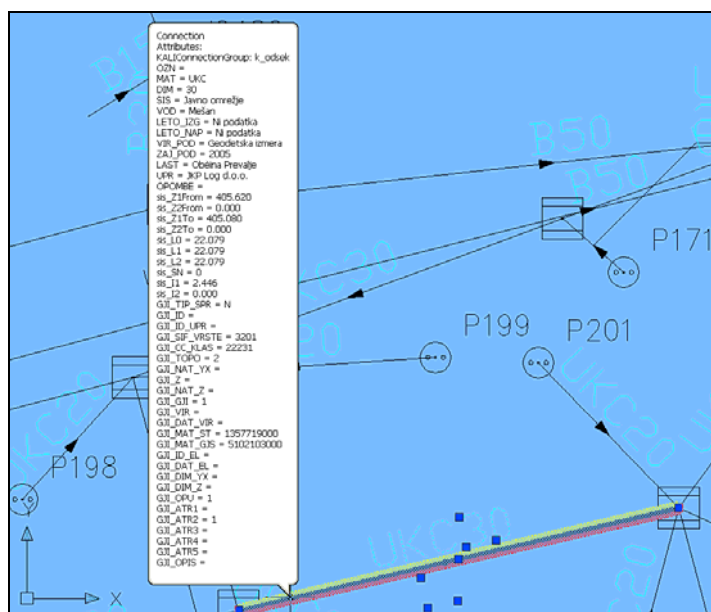 Connection
Attributes:
KALIConnectionGroup: k_odsek
OZN =
MAT = UKC
DIM = 30
SIS = Javno omrežje
VOD = Mešan
LETO_IZG = Ni podatka
LETO_NAP = Ni podatka
VIR_POD = Geodetska izmera
ZAJ_POD = 2005
LAST = Občina Prevalje
UPR = JKP Log d.o.o.
OPOMBE =
sis_Z1From = 405.620
sis_Z2From = 0.000
sis_Z1To = 405.080
sis_Z2To = 0.000
sis_L0 = 22.079
sis_L1 = 22.079
sis_L2 = 22.079
sis_SN = 0
sis_I1 = 2.446
sis_I2 = 0.000
GJI_TIP_SPR = N
GJI_ID =
GJI_ID_UPR =
GJI_SIF_VRSTE = 3201
GJI_CC_KLAS = 22231
GJI_TOPO = 2
GJI_NAT_YX =
GJI_Z =
GJI_NAT_Z =
GJI_GJI = 1
GJI_VIR =
GJI_DAT_VIR =
GJI_MAT_ST = 1357719000
GJI_MAT_GJS = 5102103000
GJI_ID_EL =
GJI_DAT_EL =
GJI_DIM_YX =
GJI_DIM_Z =
GJI_OPU = 1
GJI_ATR1 =
GJI_ATR2 = 1
GJI_ATR3 =
GJI_ATR4 =
GJI_ATR5 =
GJI_OPIS =
B50
B50
P171
P199
P201
UKC20
P198
UKC20
UKC30
X